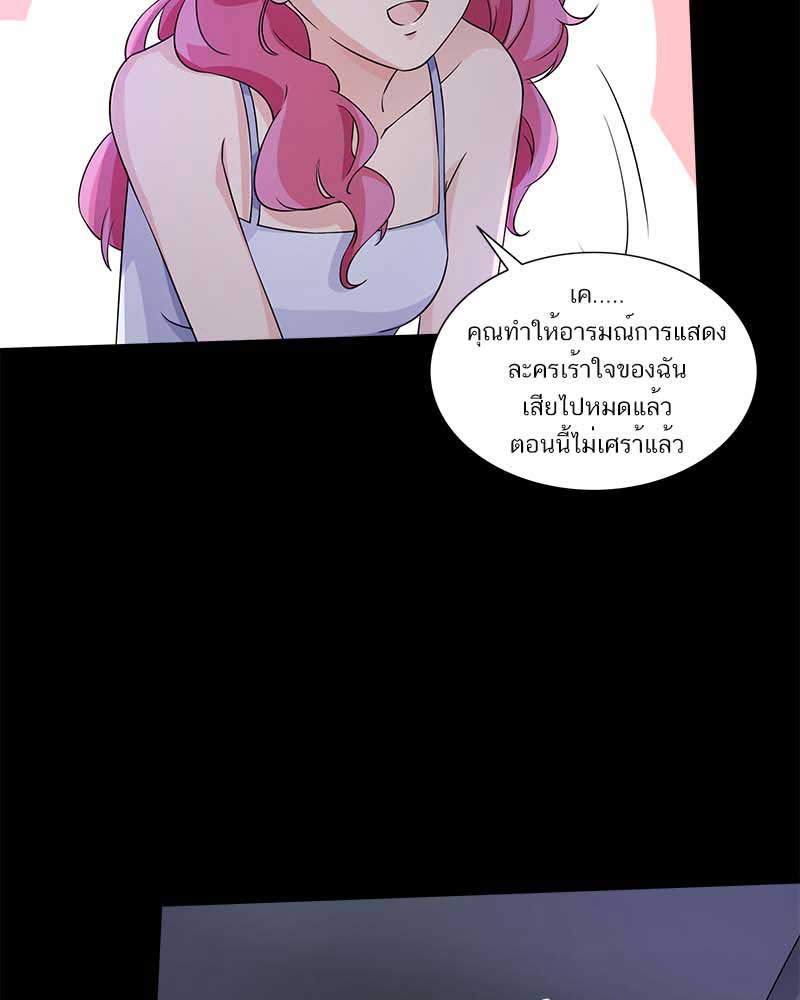 เค.....
คุณทำให้อารมณ์การแสดง
ละครเร้าใจของฉัน
เสียไปหมดแล้ว
ตอนนี้ไม่เศร้าแล้ว